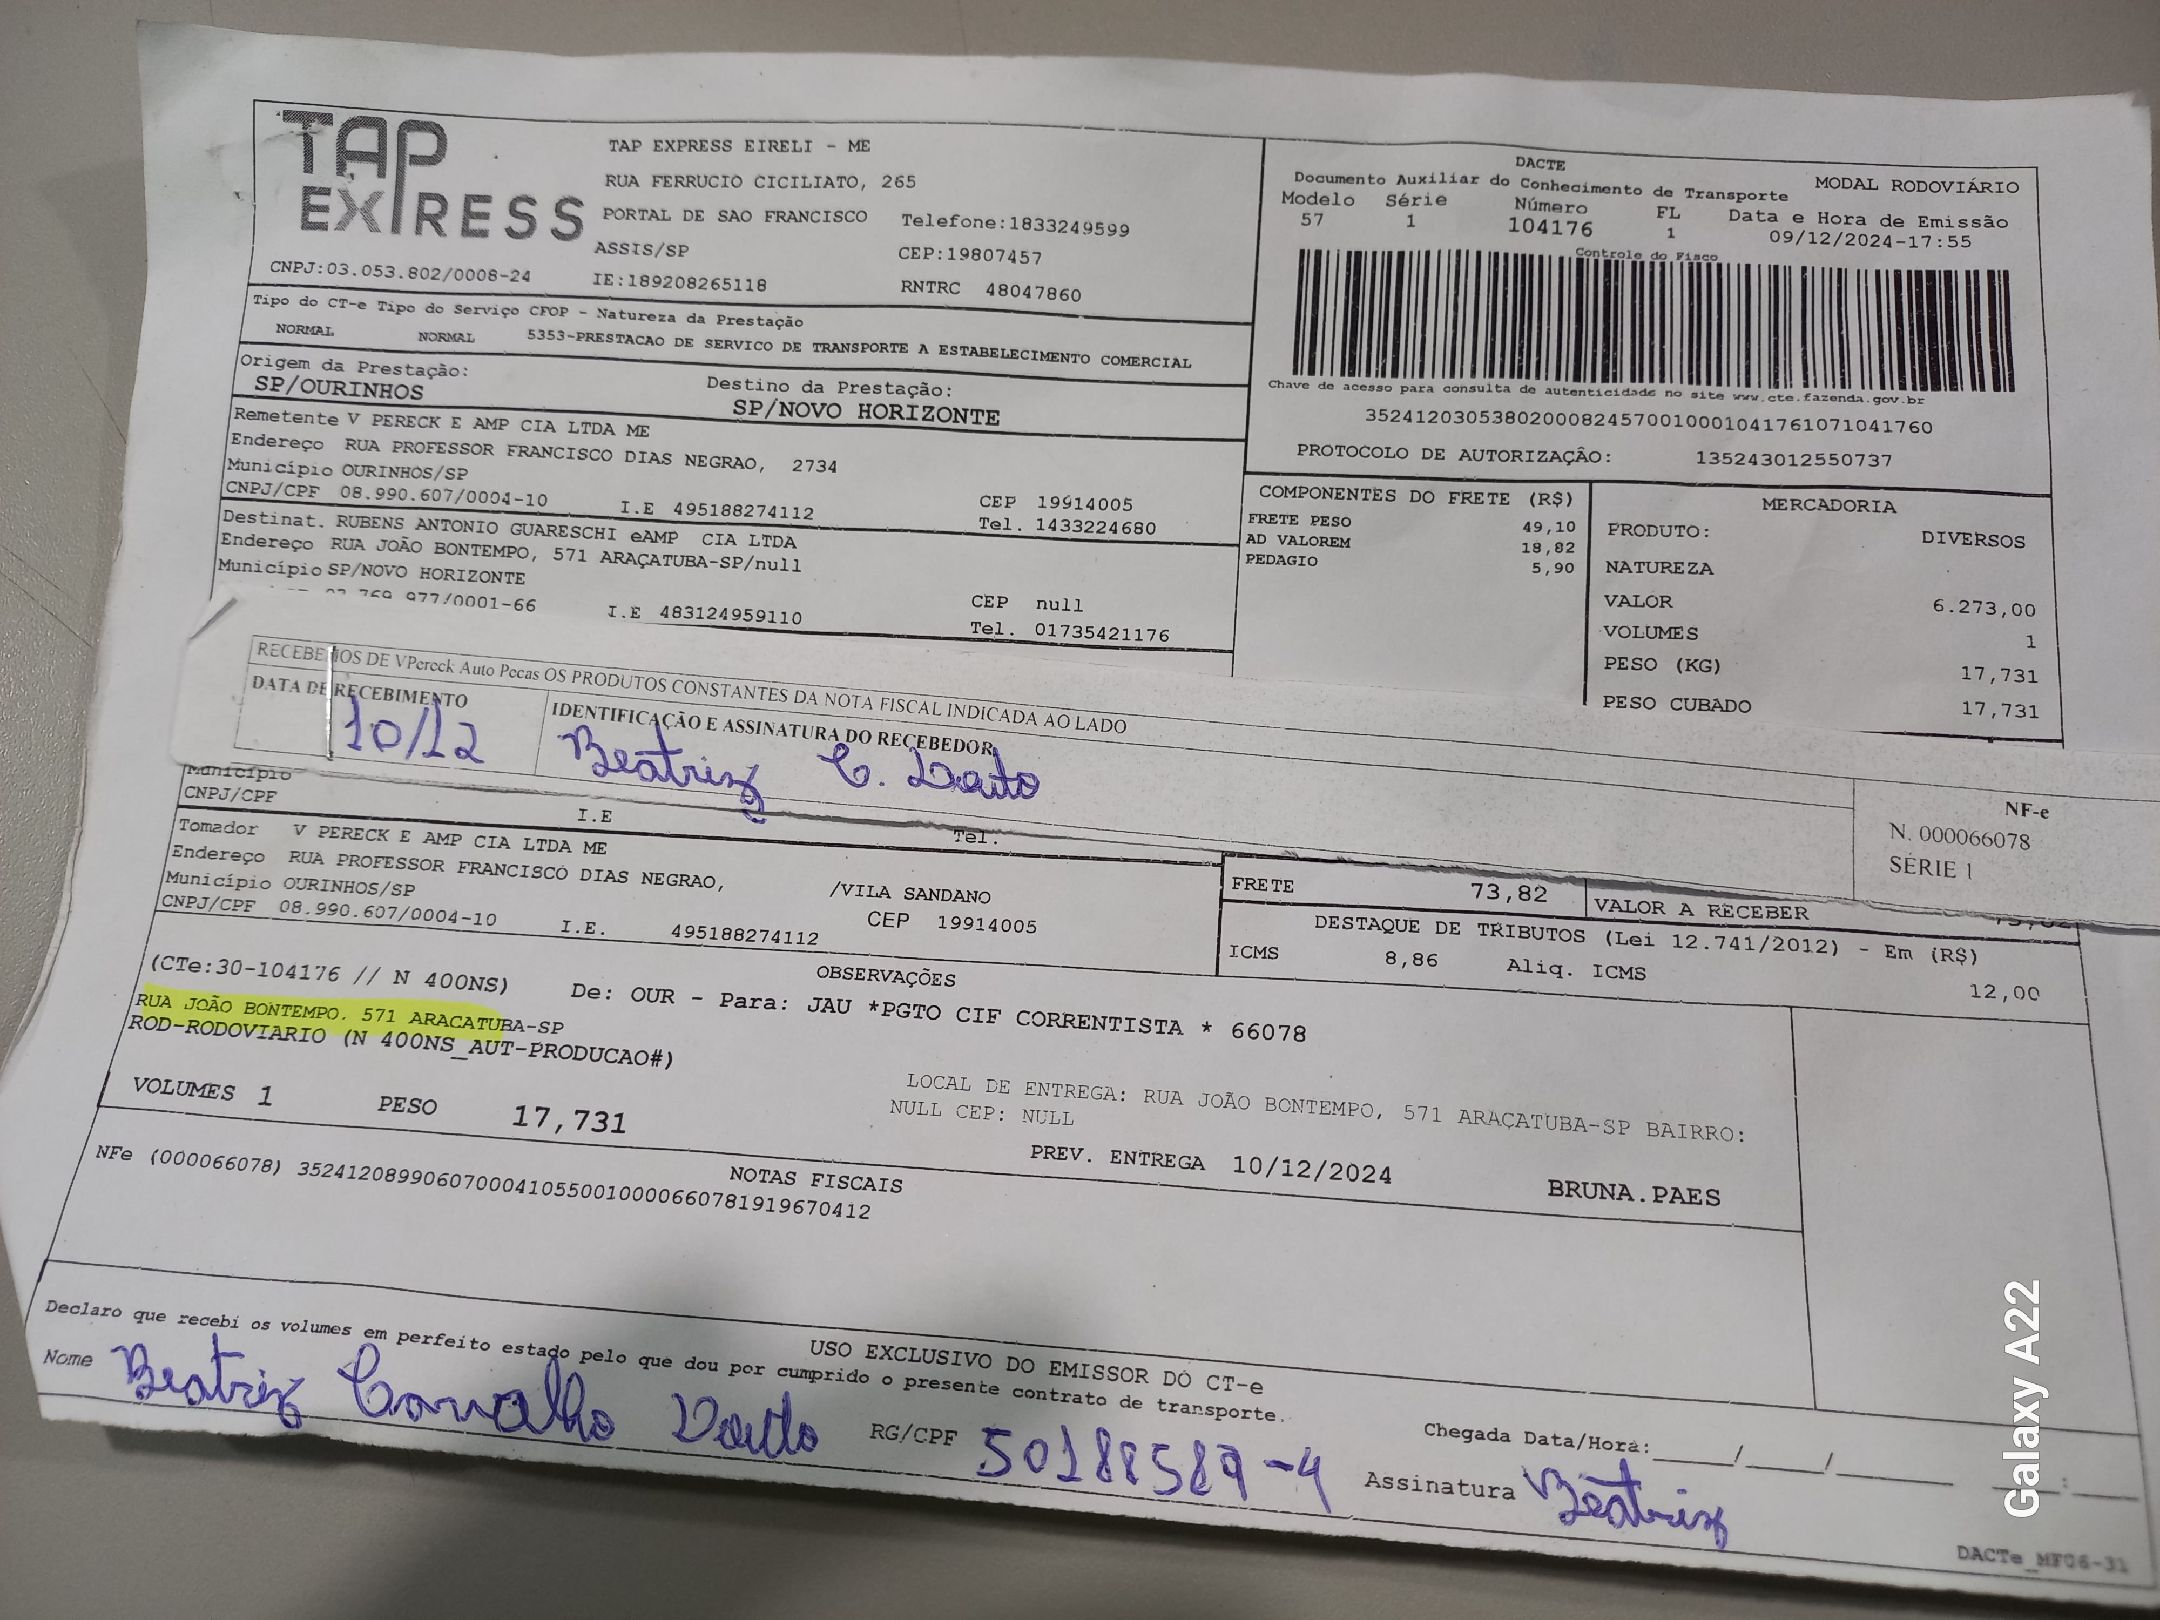 TAP EXPRESS
TAP EXPRESS EIRELI - ME
RUA FERRUCIO CICILIATO, 265
PORTAL DE SAO FRANCISCO Telefone:1833249599
ASSIS/SP CEP:19807457
CNPJ:03.053.802/0008-24 IE:189208265118 RNTRC 48047860
DACTE
Documento Auxiliar do Conhecimento de Transporte MODAL RODOVIÁRIO
Modelo Série Número FL Data e Hora de Emissão
57 1 104176 1 09/12/2024-17:55
Controle do Fisco
Chave de acesso para consulta de autenticidade no site www.cte.fazenda.gov.br
35241203053802000824570010001041761071041760
PROTOCOLO DE AUTORIZAÇÂO: 135243012550737
Tipo do CT-e Tipo do Serviço CFOP - Natureza da Prestação
NORMAL NORMAL 5353-PRESTACAO DE SERVICO DE TRANSPORTE A ESTABELECIMENTO COMERCIAL
Origem da Prestação: Destino da Prestação:
SP/OURINHOS SP/NOVO HORIZONTE
Remetente V PERECK E AMP CIA LTDA ME
Endereço RUA PROFESSOR FRANCISCO DIAS NEGRAO, 2734
Município OURINHOS/SP CEP 19914005
CNPJ/CPF 08.990.607/0004-10 I.E 495188274112 Tel. 1433224680
Destinat. RUBENS ANTONIO GUARESCHI eAMP CIA LTDA
Endereço RUA JOÃO BONTEMPO, 571 ARAÇATUBA-SP/null
Município SP/NOVO HORIZONTE CEP null
769 977/0001-66 I.E 483124959110 Tel. 01735421176
COMPONENTES DO FRETE (R$)
FRETE PESO 49,10
AD VALOREM 18,82
PEDAGIO 5,90
MERCADORIA
PRODUTO: DIVERSOS
NATUREZA
VALOR 6.273,00
VOLUMES 1
PESO (KG) 17,731
PESO CUBADO 17,731
RECEBEMOS DE VPereck Auto Pecas OS PRODUTOS CONSTANTES DA NOTA FISCAL INDICADA AO LADO
DATA DE RECEBIMENTO IDENTIFICAÇÃO E ASSINATURA DO RECEBEDOR
10/12 Beatriz C.
NF-e
N. 000066078
SÉRIE 1
Município
CNPJ/CPF I.E Tel.
Tomador V PERECK E AMP CIA LTDA ME
Endereço RUA PROFESSOR FRANCISCO DIAS NEGRAO, /VILA SANDANO
Município OURINHOS/SP CEP 19914005
CNPJ/CPF 08.990.607/0004-10 I.E. 495188274112
FRETE 73,82 VALOR A RECEBER
DESTAQUE DE TRIBUTOS (Lei 12.741/2012) - Em (R$)
ICMS 8,86 Aliq. ICMS 12,00
OBSERVAÇÕES
(CTe:30-104176 // N 400NS) De: OUR - Para: JAU *PGTO CIF CORRENTISTA * 66078
RUA JOÃO BONTEMPO, 571 ARAÇATUBA-SP
ROD-RODOVIARIO (N 400NS_AUT-PRODUCAO#)
LOCAL DE ENTREGA: RUA JOÃO BONTEMPO, 571 ARAÇATUBA-SP BAIRRO:
NULL CEP: NULL
VOLUMES 1 PESO 17,731
PREV. ENTREGA 10/12/2024 BRUNA.PAES
NOTAS FISCAIS
NFe (000066078) 35241208990607000410550010000660781919670412
USO EXCLUSIVO DO EMISSOR DO CT-e
Declaro que recebi os volumes em perfeito estado pelo que dou por cumprido o presente contrato de transporte.
Nome Beatriz Carvalho RG/CPF 50188589-4
Chegada Data/Hora:____/____/______ ____:____
Assinatura Beatriz
DACTe_MF06-31
Galaxy A22